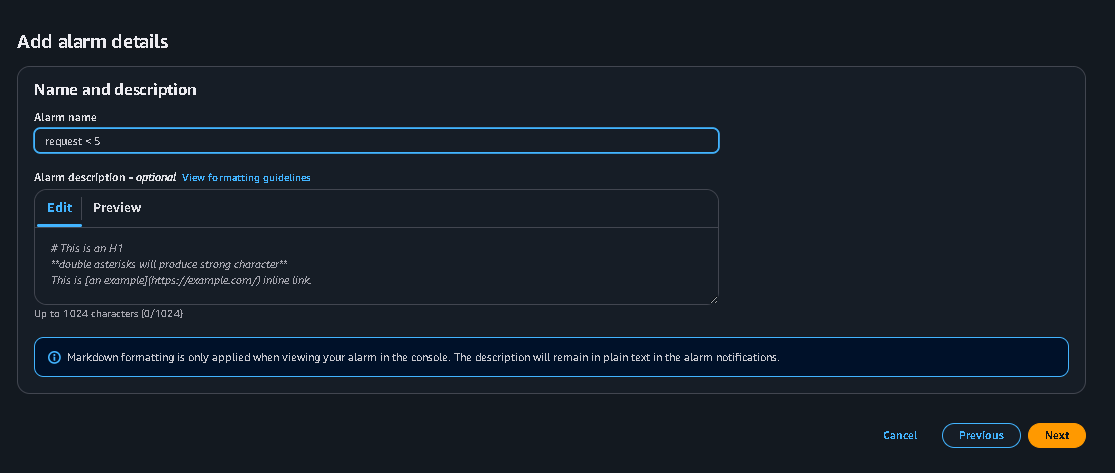 Add alarm details
Name and description
Alarm name
request < 5
Alarm description - optional View formatting guidelines
Edit Preview
# This is an H1
**double asterisks will produce strong character**
This is [an example](https://example.com/) inline link.
Up to 1024 characters (0/1024)
Markdown formatting is only applied when viewing your alarm in the console. The description will remain in plain text in the alarm notifications.
Cancel Previous Next